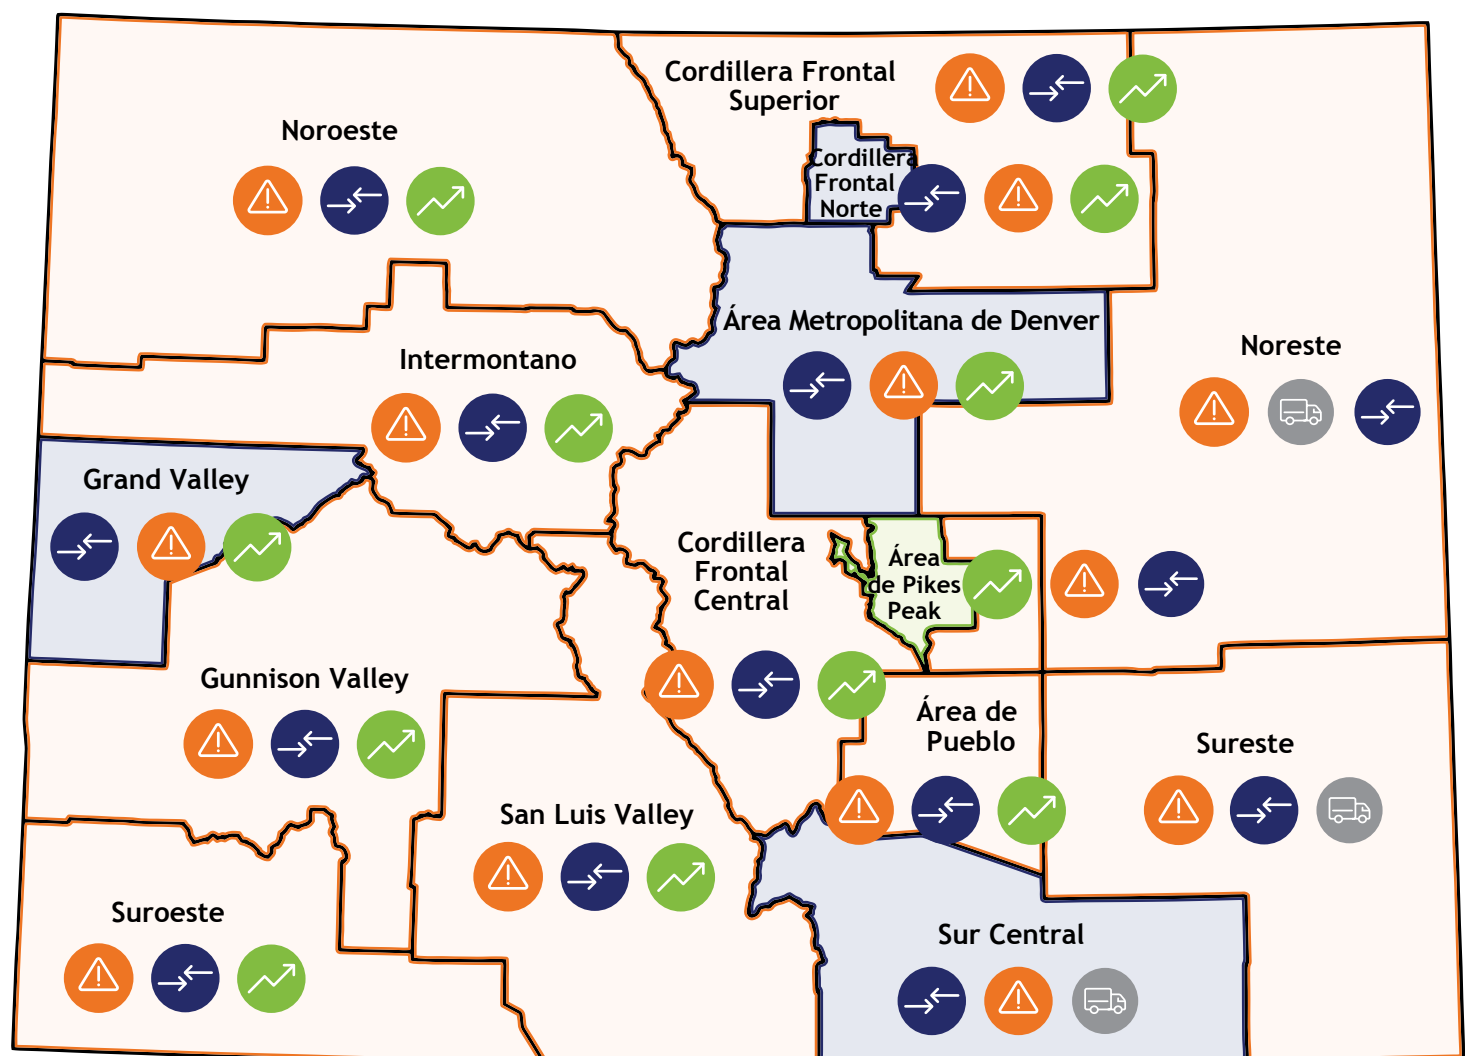 Cordillera Frontal
Superior
Noroeste
Cordillera
Frontal
Norte
Área Metropolitana de Denver
Noreste
Intermontano
Grand Valley
Cordillera
Frontal
Central
Área
de Pikes
Peak
Gunnison Valley
Área de
Pueblo
Sureste
San Luis Valley
Suroeste
Sur Central